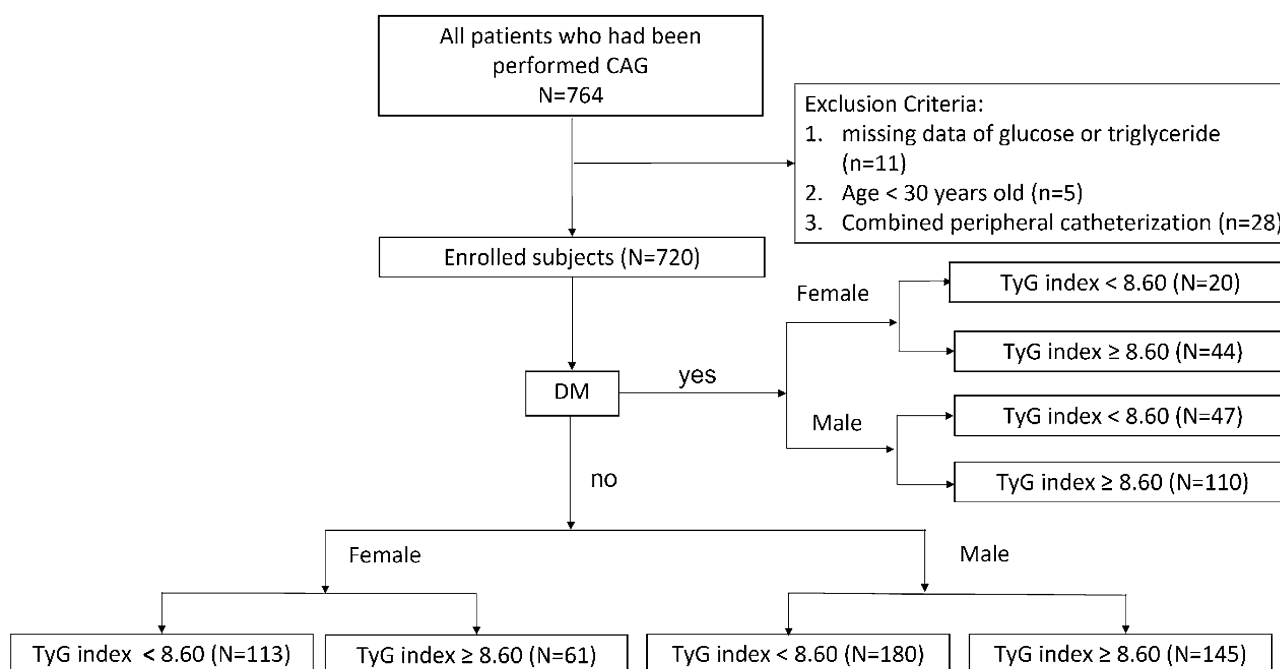 All patients who had been
performed CAG
N=764
Exclusion Criteria:
1. missing data of glucose or triglyceride
(n=11)
2. Age < 30 years old (n=5)
3. Combined peripheral catheterization (n=28)
Enrolled subjects (N=720)
Female
TyG index < 8.60 (N=20)
TyG index ≥ 8.60 (N=44)
DM
yes
Male
TyG index < 8.60 (N=47)
TyG index ≥ 8.60 (N=110)
no
Female
Male
TyG index < 8.60 (N=113)
TyG index ≥ 8.60 (N=61)
TyG index < 8.60 (N=180)
TyG index ≥ 8.60 (N=145)